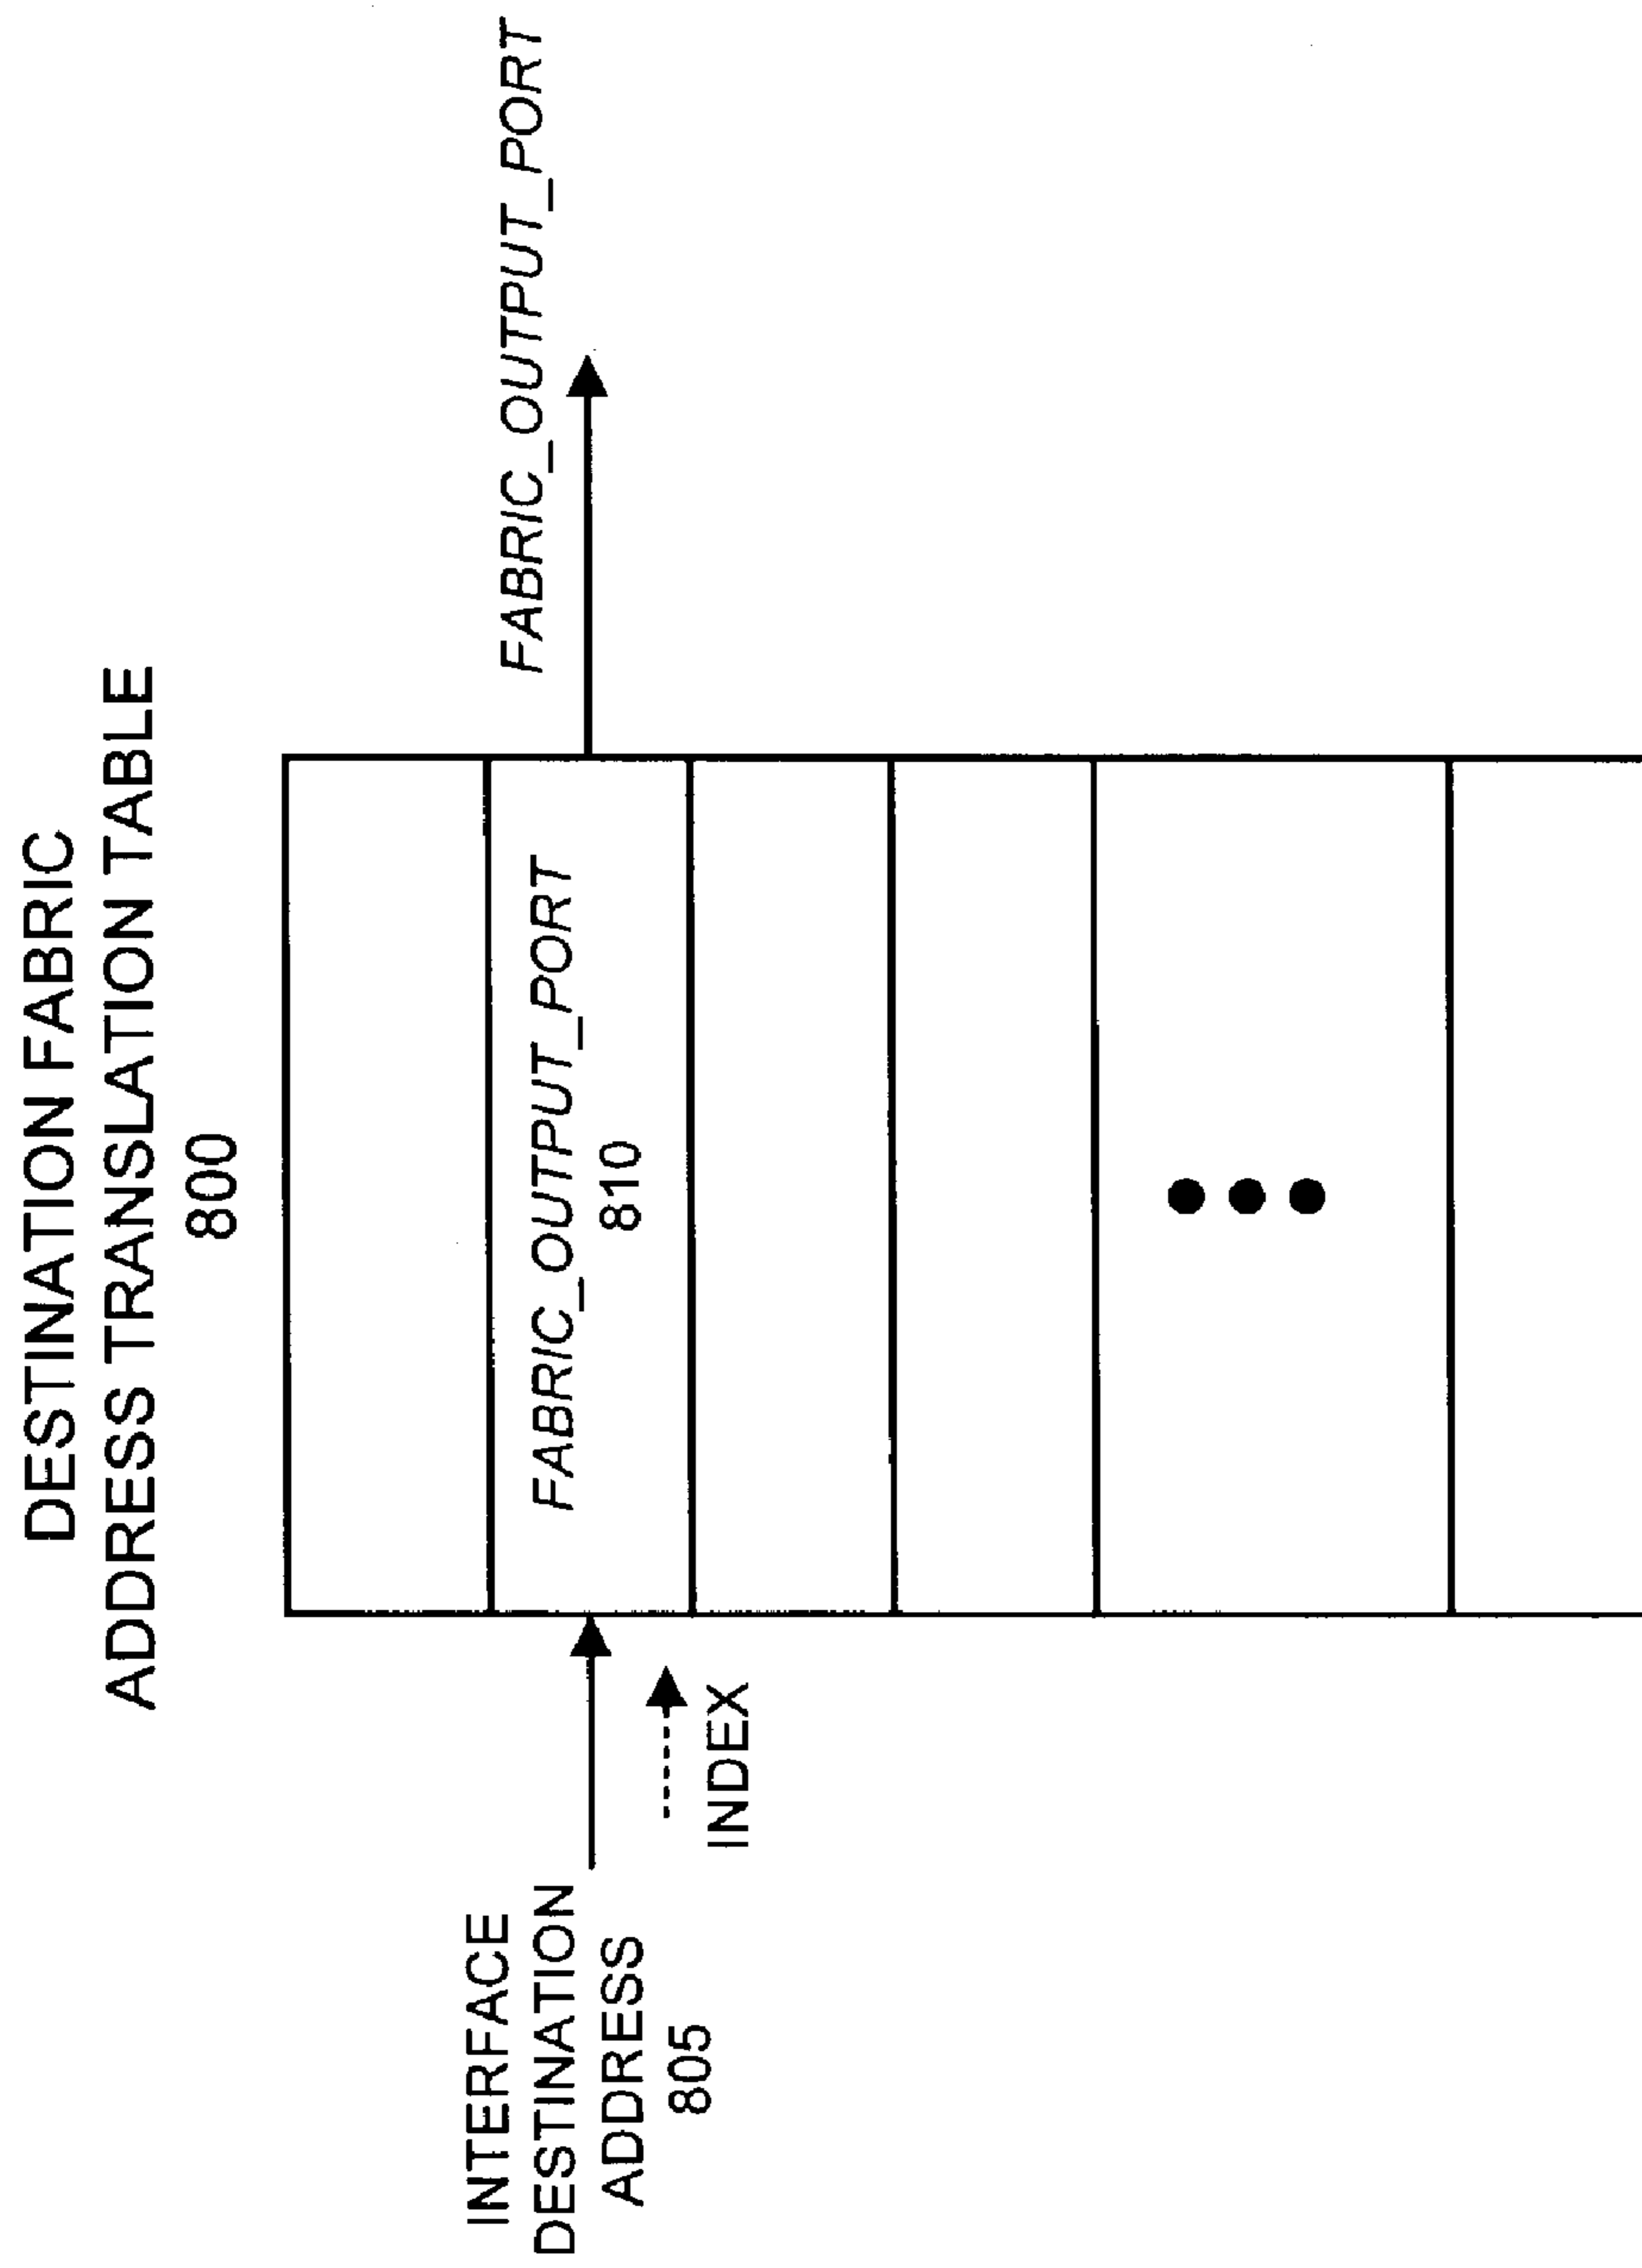 DESTINATION FABRIC
ADDRESS TRANSLATION TABLE
800
INTERFACE
DESTINATION
ADDRESS
805
INDEX
FABRIC_OUTPUT_PORT
810
FABRIC_OUTPUT_PORT